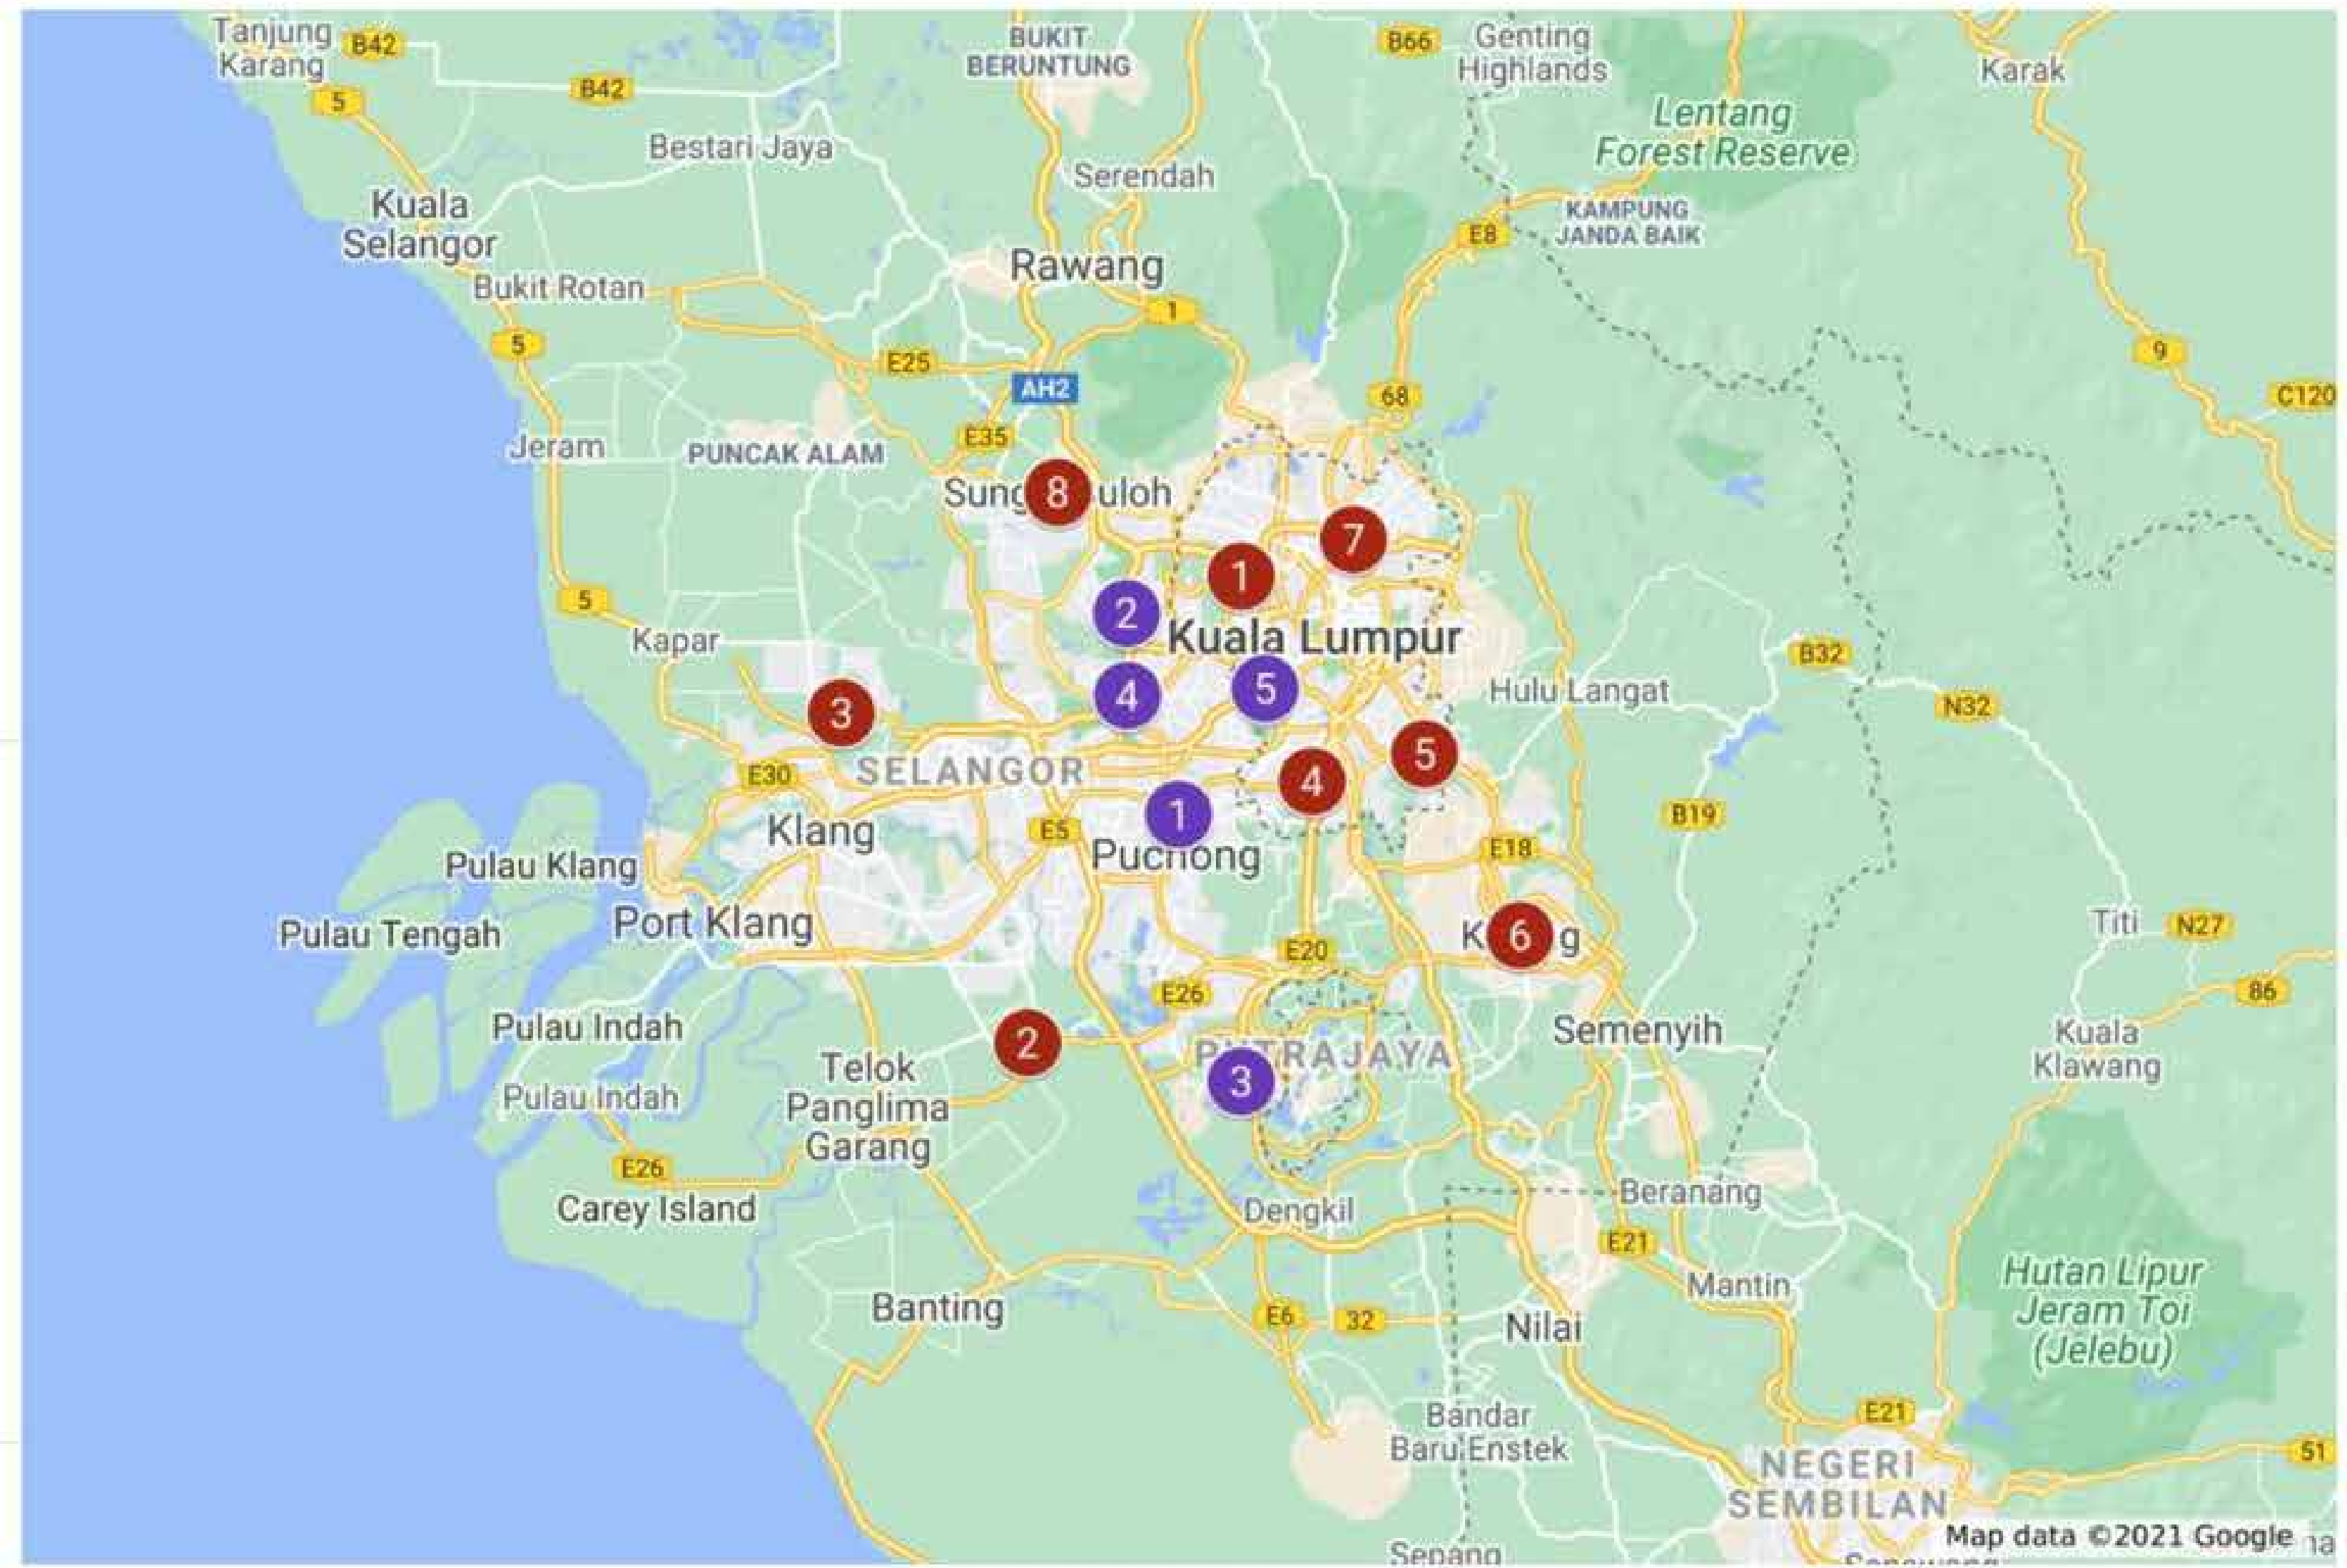 Tanjung
Karang
B42
BUKIT
BERUNTUNG
B66
Genting
Highlands
Karak
5
B42
Lentang
Forest Reserve
Bestari Jaya
Serendah
Kuala
Selangor
KAMPUNG
JANDA BAIK
E8
Rawang
Bukit Rotan
1
5
E25
9
AH2
68
C120
Jeram
PUNCAK ALAM
E35
Sung
8
uloh
7
1
5
2
Kapar
Kuala Lumpur
B32
4
5
Hulu Langat
N32
3
5
E30
SELANGOR
4
1
B19
Klang
E5
Puchong
E18
Pulau Klang
Port Klang
Pulau Tengah
K
6
g
Titi
N27
E20
E26
86
Pulau Indah
2
Semenyih
Kuala
Klawang
PUTRAJAYA
Telok
Panglima
Garang
3
Pulau Indah
E26
Carey Island
Dengkil
Beranang
E21
Hutan Lipur
Jeram Toi
(Jelebu)
Mantin
Banting
E6
32
Nilai
Bandar
Baru Enstek
E21
51
NEGERI
SEMBILAN
Map data ©2021 Google
na
Sepang